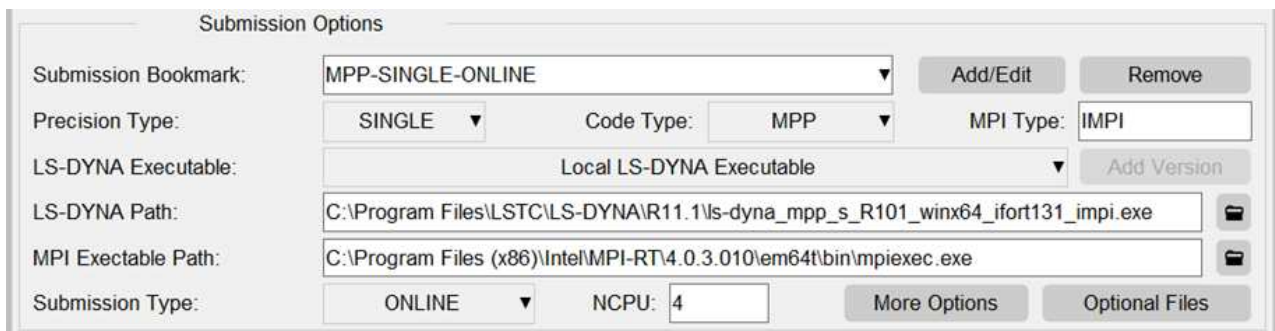 Submission Options
Submission Bookmark: MPP-SINGLE-ONLINE Add/Edit Remove
Precision Type: SINGLE Code Type: MPP MPI Type: IMPI
LS-DYNA Executable: Local LS-DYNA Executable Add Version
LS-DYNA Path: C:\Program Files\LSTC\LS-DYNA\R11.1\ls-dyna_mpp_s_R101_winx64_ifort131_impi.exe
MPI Exectable Path: C:\Program Files (x86)\Intel\MPI-RT\4.0.3.010\em64t\bin\mpiexec.exe
Submission Type: ONLINE NCPU: 4 More Options Optional Files